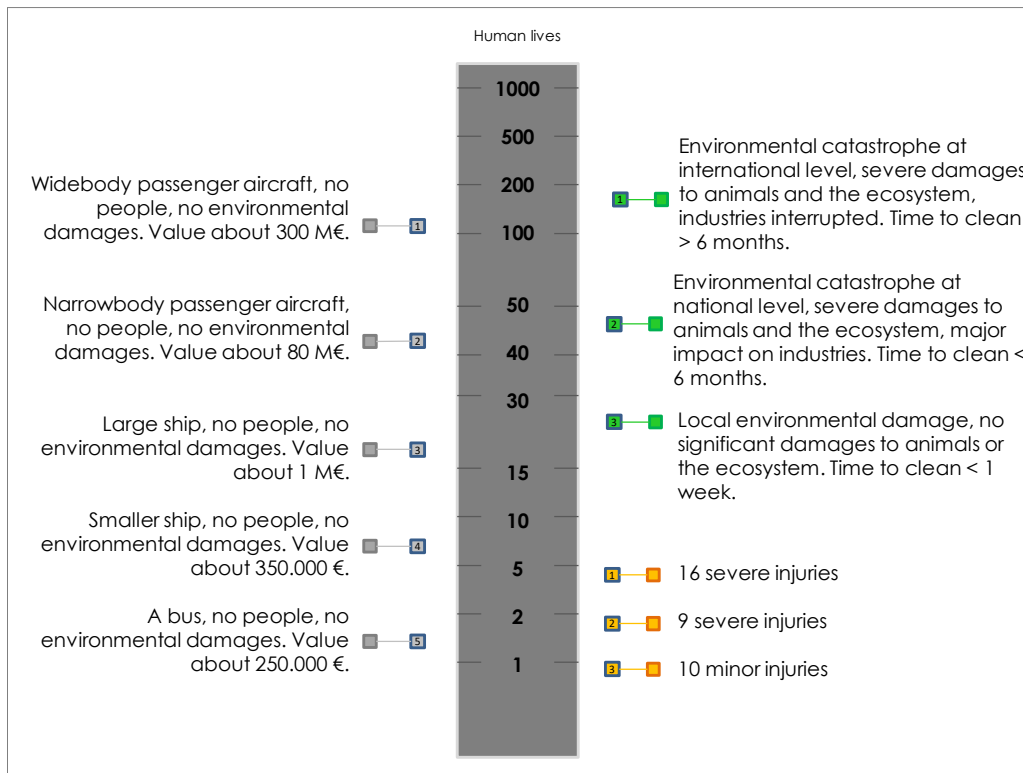 Human lives
1000
500
200
100
50
40
30
15
10
5
2
1
Widebody passenger aircraft, no
people, no environmental
damages. Value about 300 M€.
1
Narrowbody passenger aircraft,
no people, no environmental
damages. Value about 80 M€.
2
Large ship, no people, no
environmental damages. Value
about 1 M€.
3
Smaller ship, no people, no
environmental damages. Value
about 350.000 €.
4
A bus, no people, no
environmental damages. Value
about 250.000 €.
5
1
Environmental catastrophe at
international level, severe damages
to animals and the ecosystem,
industries interrupted. Time to clean
> 6 months.
2
Environmental catastrophe at
national level, severe damages to
animals and the ecosystem, major
impact on industries. Time to clean <
6 months.
3
Local environmental damage, no
significant damages to animals or
the ecosystem. Time to clean < 1
week.
1
16 severe injuries
2
9 severe injuries
3
10 minor injuries